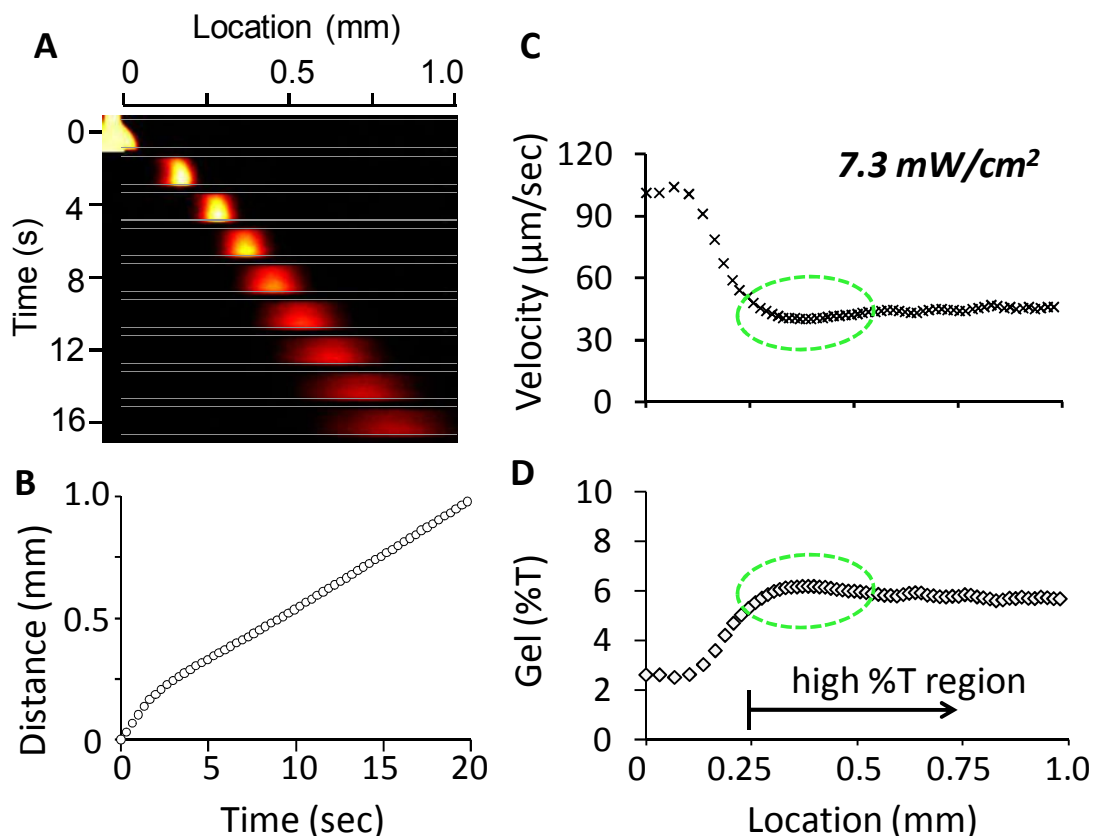 A
Location (mm)
0 0.5 1.0
Time (s)
0
4
8
12
16
B
Distance (mm)
1.0
0.5
0
0 5 10 15 20
Time (sec)
C
Velocity (µm/sec)
120
90
60
30
0
7.3 mW/cm²
D
Gel (%T)
10
8
6
4
2
0
high %T region
0 0.25 0.5 0.75 1.0
Location (mm)